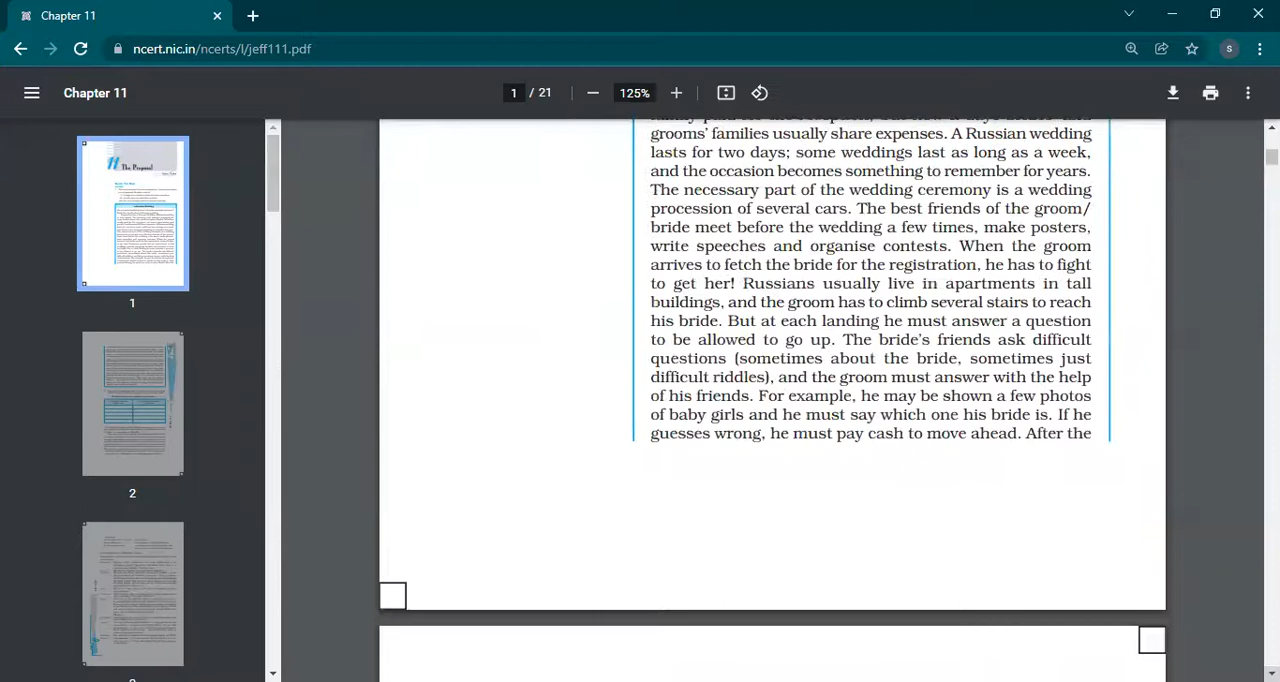 Chapter 11
ncert.nic.in/ncerts/l/jeff111.pdf
S
Chapter 11
1 / 21
125%
11 The Proposal
1
2
grooms' families usually share expenses. A Russian wedding
lasts for two days; some weddings last as long as a week,
and the occasion becomes something to remember for years.
The necessary part of the wedding ceremony is a wedding
procession of several cars. The best friends of the groom/
bride meet before the wedding a few times, make posters,
write speeches and organise contests. When the groom
arrives to fetch the bride for the registration, he has to fight
to get her! Russians usually live in apartments in tall
buildings, and the groom has to climb several stairs to reach
his bride. But at each landing he must answer a question
to be allowed to go up. The bride's friends ask difficult
questions (sometimes about the bride, sometimes just
difficult riddles), and the groom must answer with the help
of his friends. For example, he may be shown a few photos
of baby girls and he must say which one his bride is. If he
guesses wrong, he must pay cash to move ahead. After the